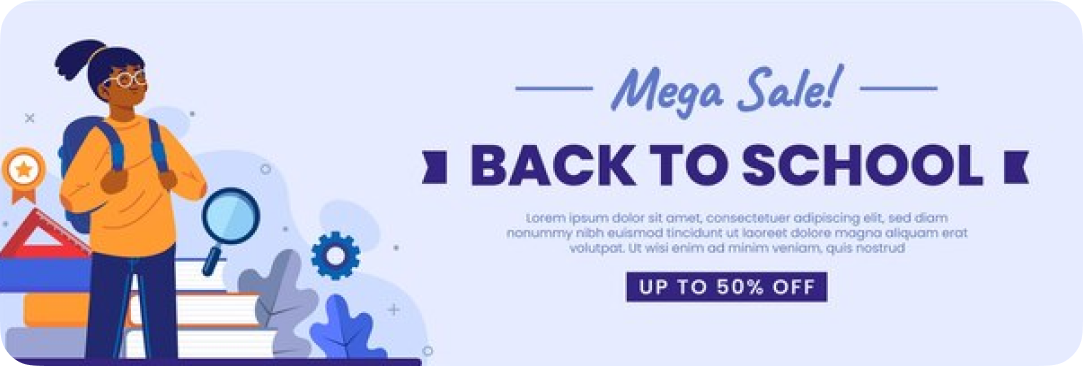 Mega Sale!
BACK TO SCHOOL
Lorem ipsum dolor sit amet, consectetuer adipiscing elit, sed diam
nonummy nibh euismod tincidunt ut laoreet dolore magna aliquam erat
volutpat. Ut wisi enim ad minim veniam, quis nostrud
UP TO 50% OFF